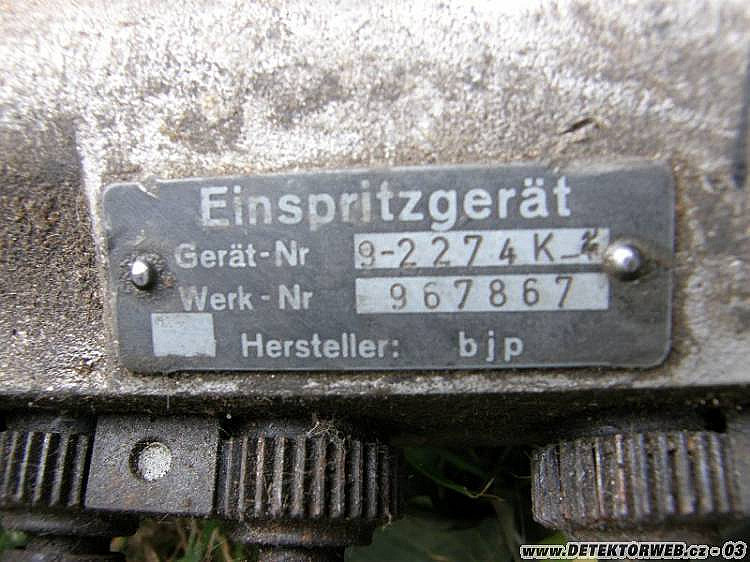 Einspritzgerät
Gerät-Nr 9-2274K-
Werk-Nr 967867
Hersteller: bjp
www.DETEKTORWEB.cz - 03